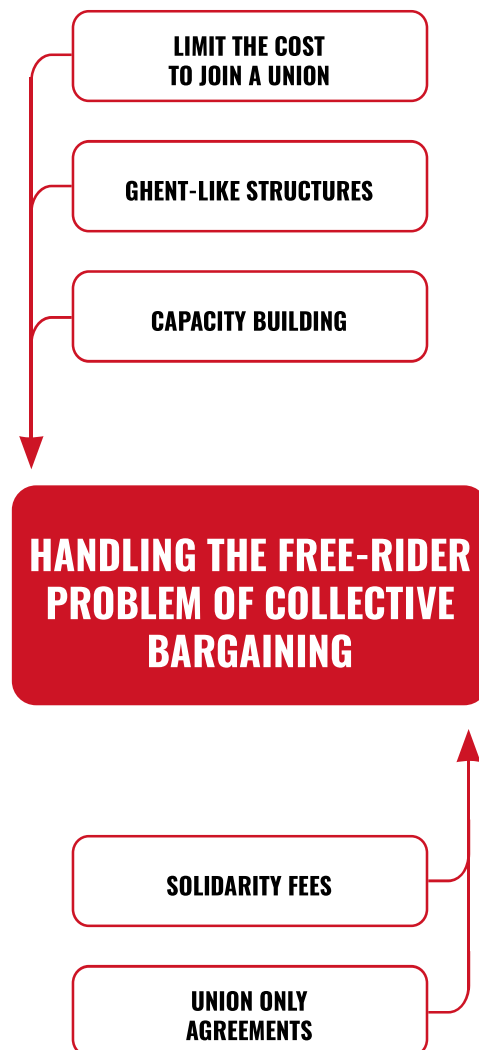 LIMIT THE COST
TO JOIN A UNION
GHENT-LIKE STRUCTURES
CAPACITY BUILDING
HANDLING THE FREE-RIDER
PROBLEM OF COLLECTIVE
BARGAINING
SOLIDARITY FEES
UNION ONLY
AGREEMENTS